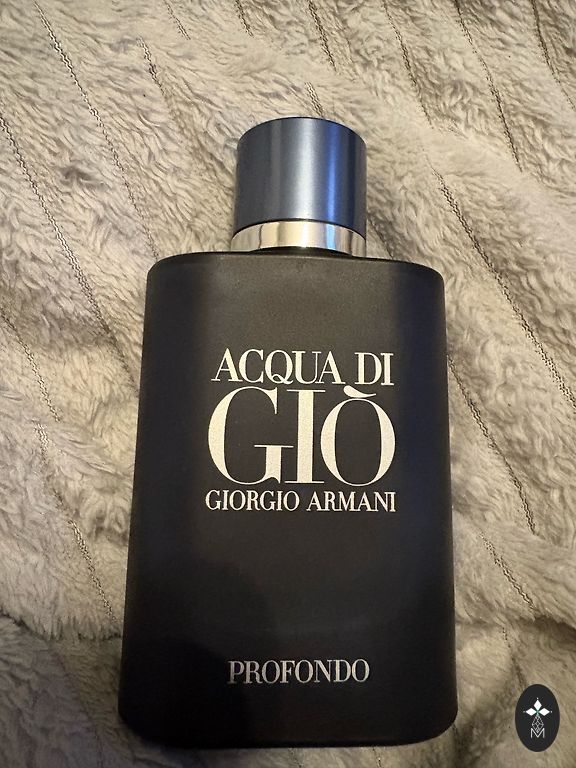 ACQUA DI
GIÒ
GIORGIO ARMANI
PROFONDO